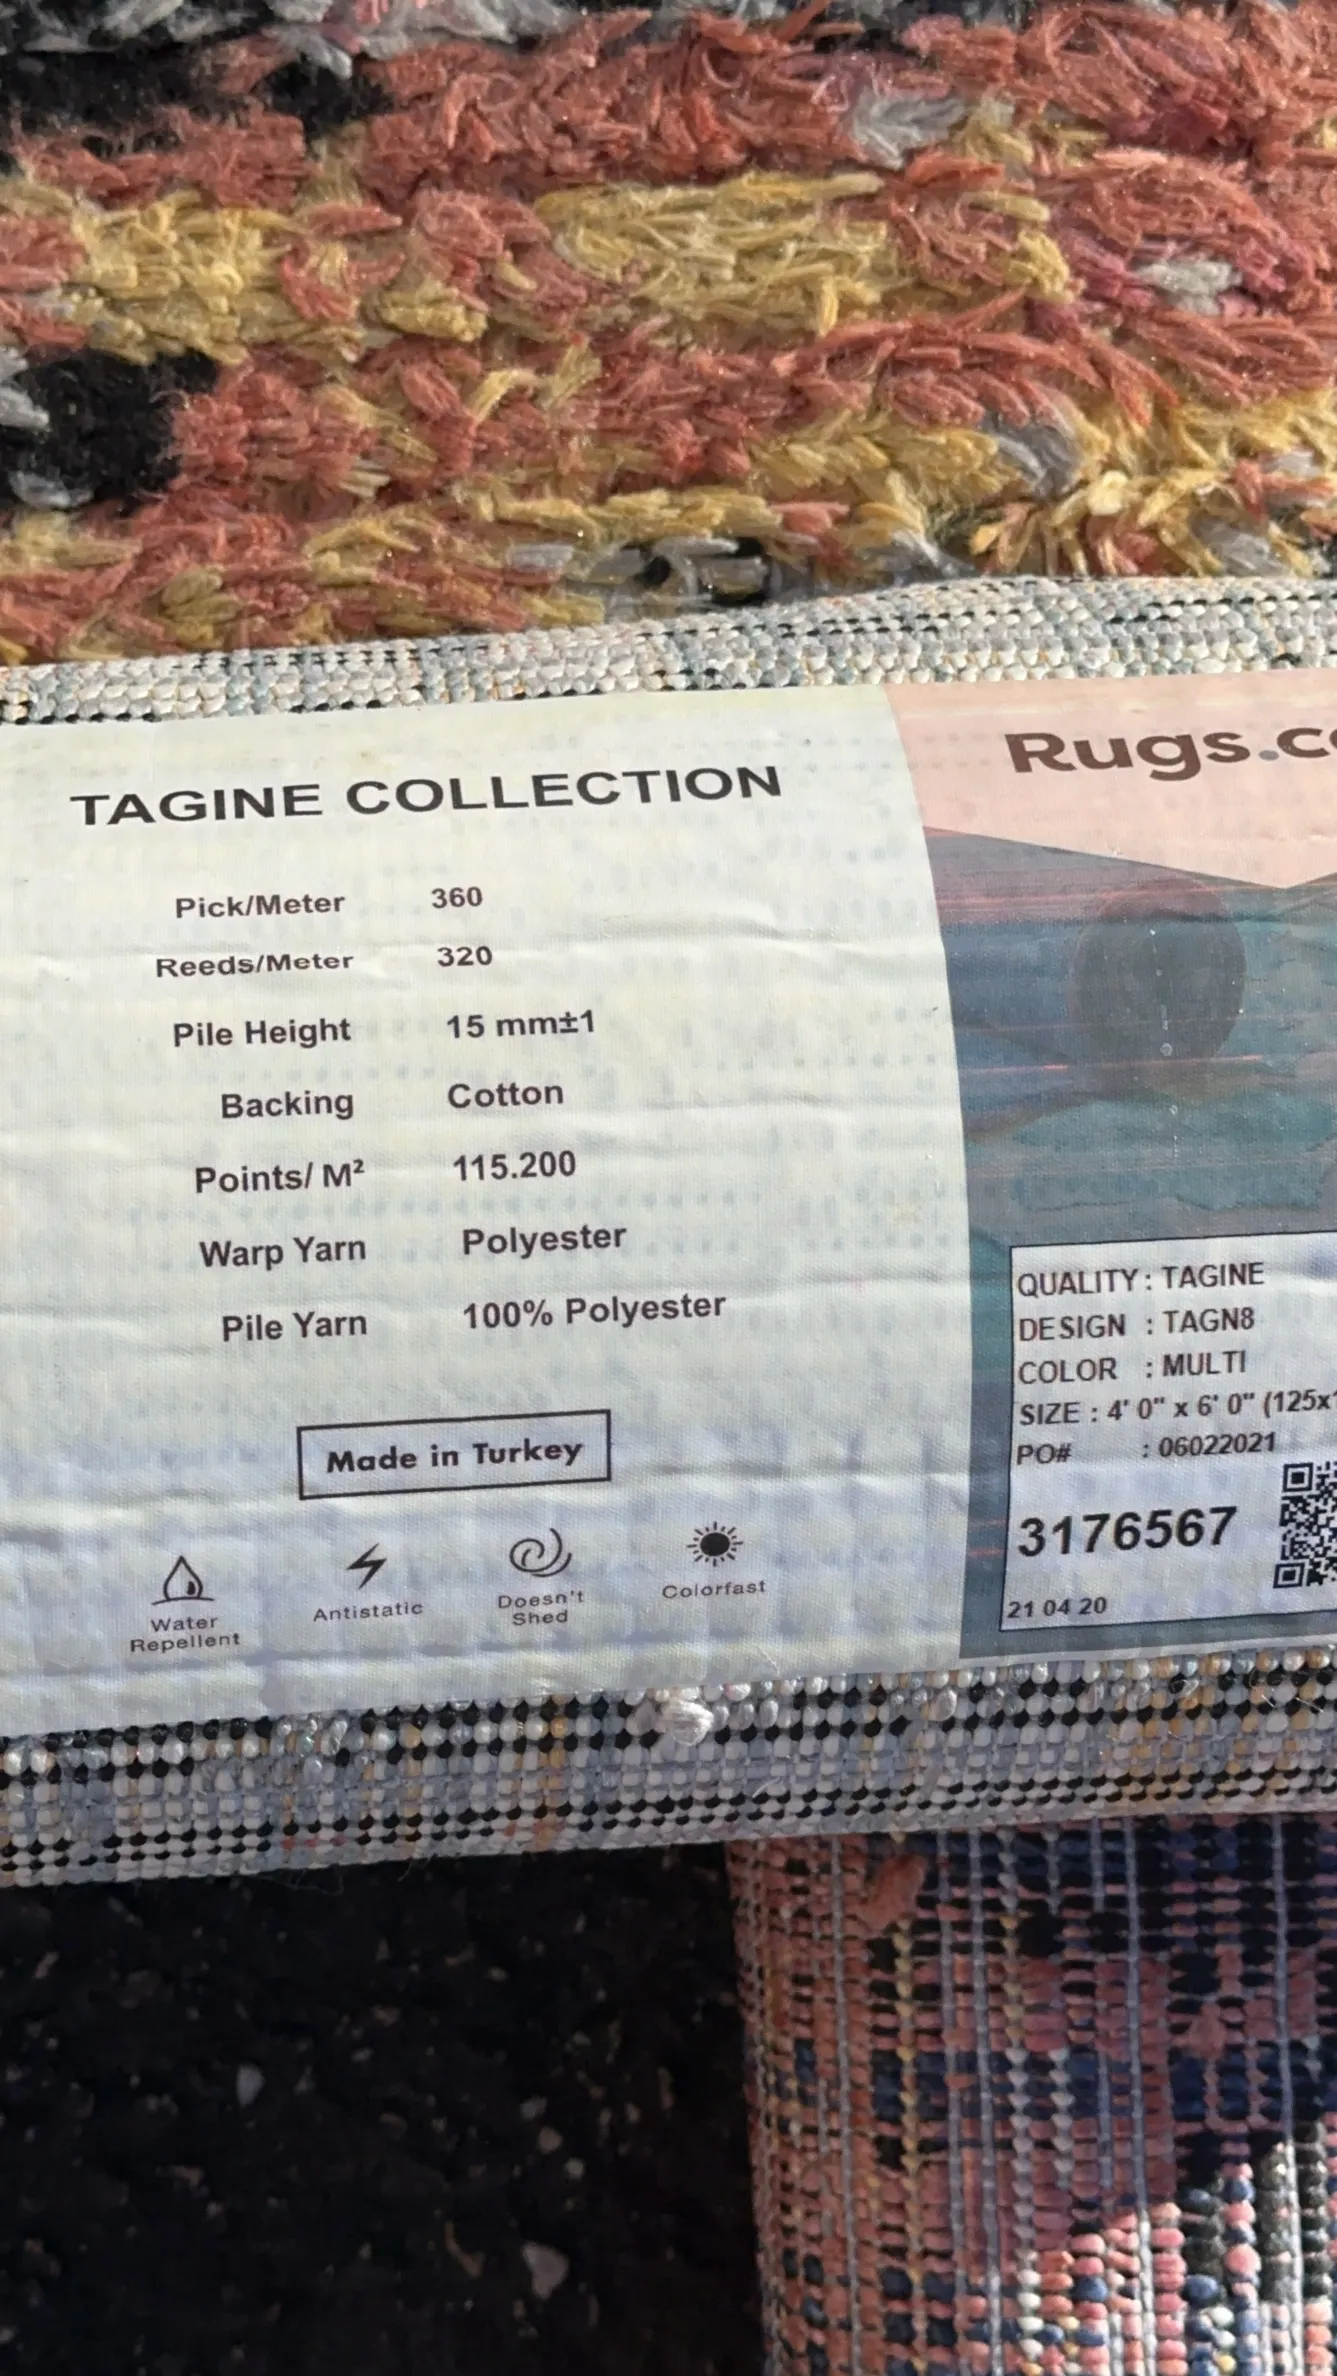 TAGINE COLLECTION
Pick/Meter 360
Reeds/Meter 320
Pile Height 15 mm±1
Backing Cotton
Points/ M² 115.200
Warp Yarn Polyester
Pile Yarn 100% Polyester
Made in Turkey
Water
Repellent
Antistatic
Doesn't
Shed
Colorfast
Rugs.c
QUALITY : TAGINE
DESIGN : TAGN8
COLOR : MULTI
SIZE : 4' 0" x 6' 0" (125x
PO# : 06022021
3176567
21 04 20